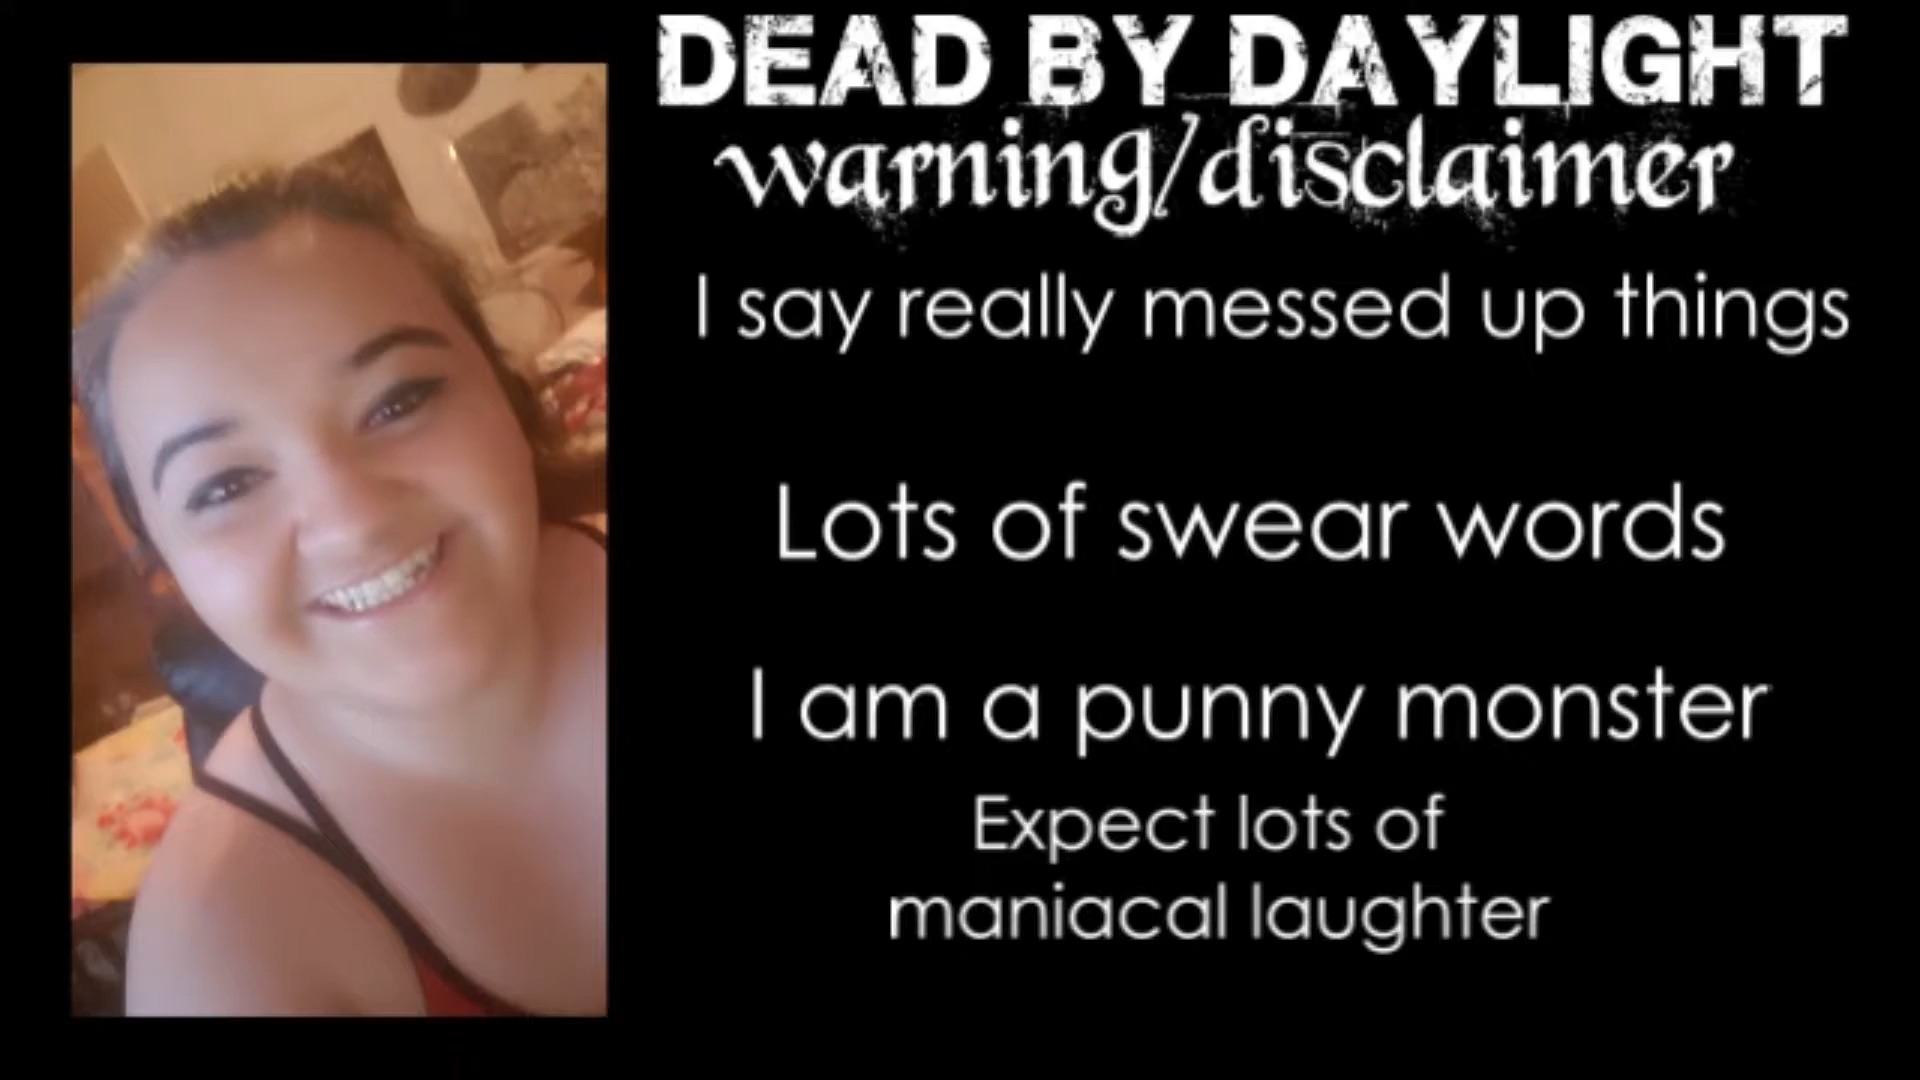 DEAD BY DAYLIGHT
warning/disclaimer
I say really messed up things
Lots of swear words
I am a punny monster
Expect lots of
maniacal laughter